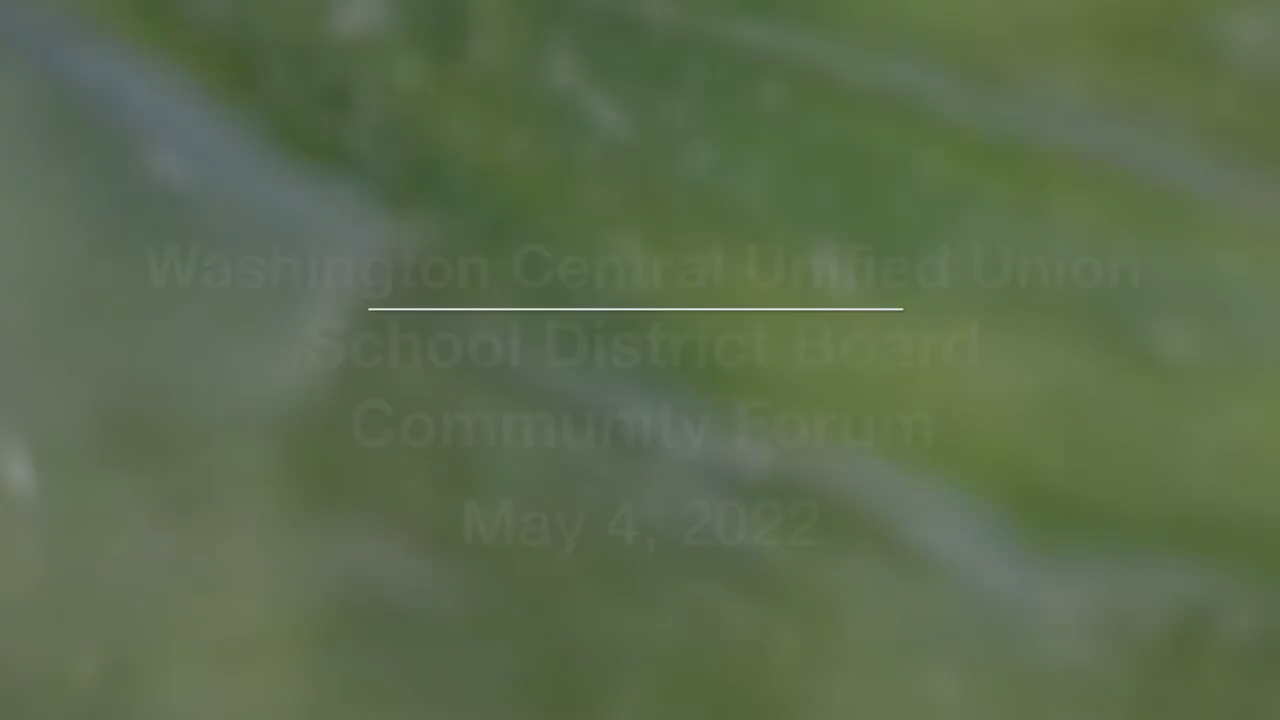 Washington Central Unified Union
School District Board
Community Forum
May 4, 2022